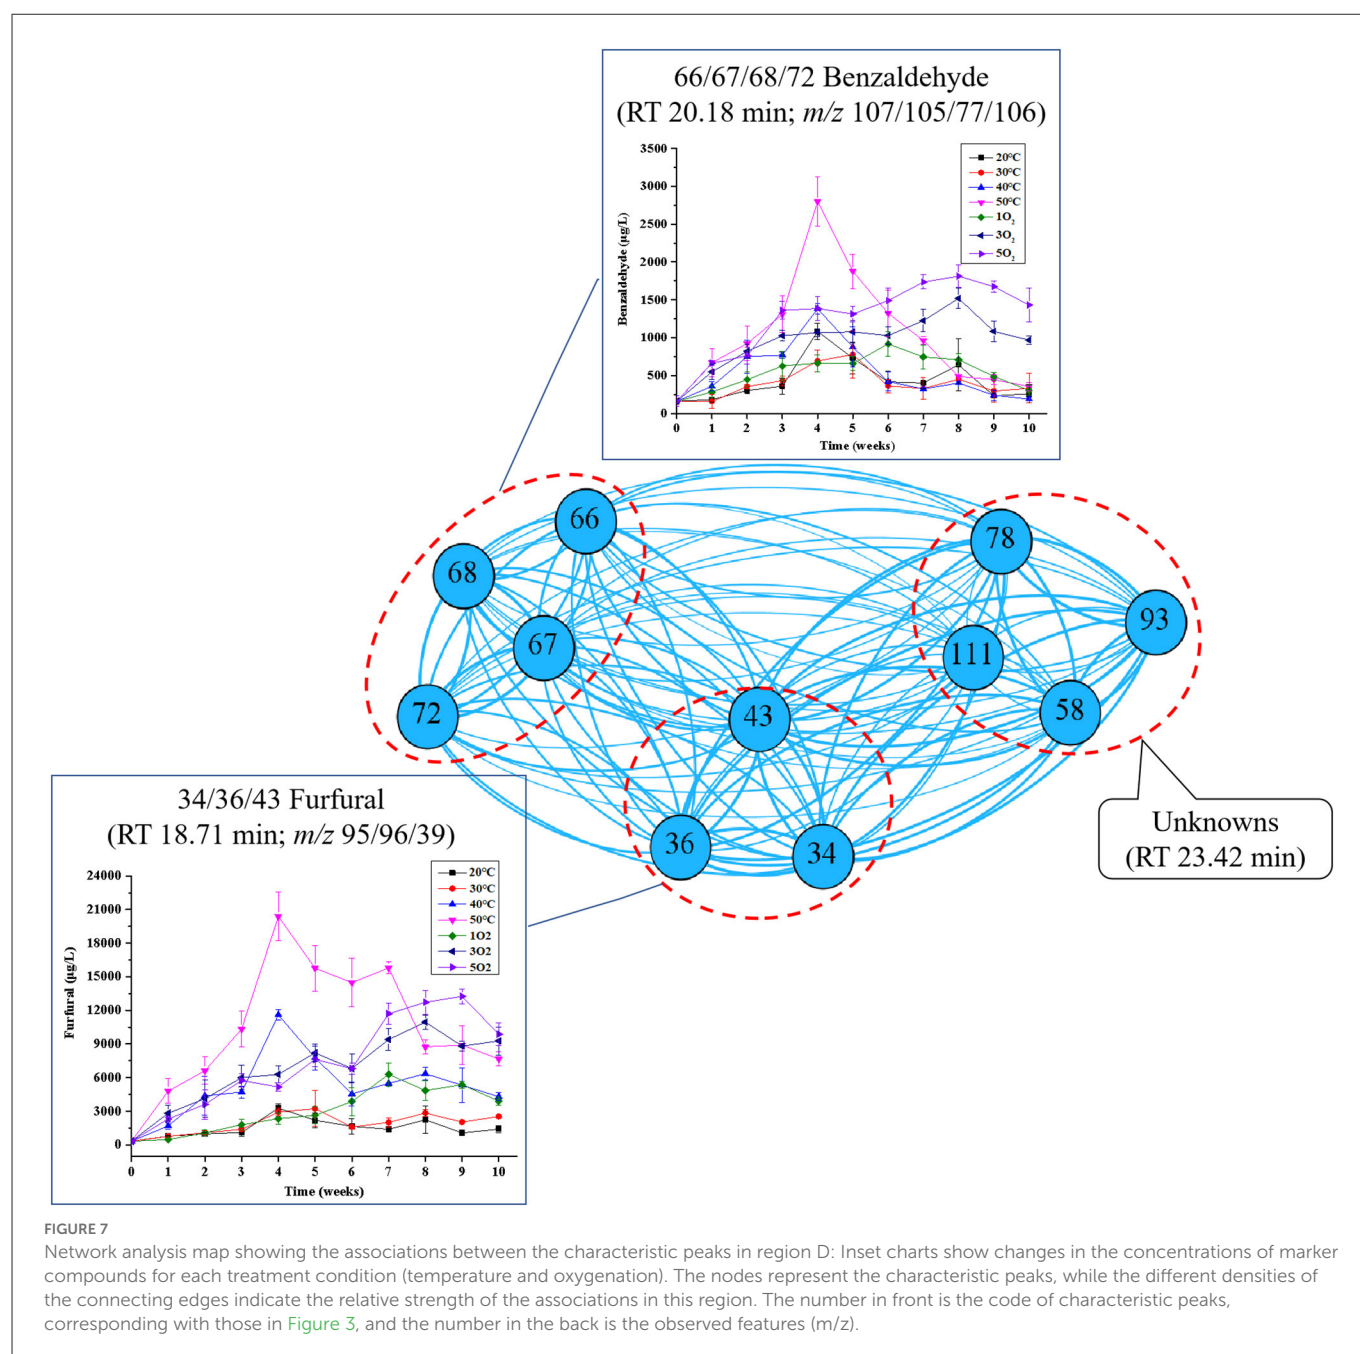 66/67/68/72 Benzaldehyde
(RT 20.18 min; m/z 107/105/77/106)
3500
3000
2500
2000
1500
1000
500
0
Benzaldehyde (µg/L)
20°C
30°C
40°C
50°C
1O₂
3O₂
5O₂
0 1 2 3 4 5 6 7 8 9 10
Time (weeks)
66
68
67
72
78
93
111
58
43
36
34
Unknowns
(RT 23.42 min)
34/36/43 Furfural
(RT 18.71 min; m/z 95/96/39)
24000
21000
18000
15000
12000
9000
6000
3000
0
Furfural (µg/L)
20°C
30°C
40°C
50°C
1O2
3O2
5O2
0 1 2 3 4 5 6 7 8 9 10
Time (weeks)
FIGURE 7
Network analysis map showing the associations between the characteristic peaks in region D: Inset charts show changes in the concentrations of marker
compounds for each treatment condition (temperature and oxygenation). The nodes represent the characteristic peaks, while the different densities of
the connecting edges indicate the relative strength of the associations in this region. The number in front is the code of characteristic peaks,
corresponding with those in Figure 3, and the number in the back is the observed features (m/z).